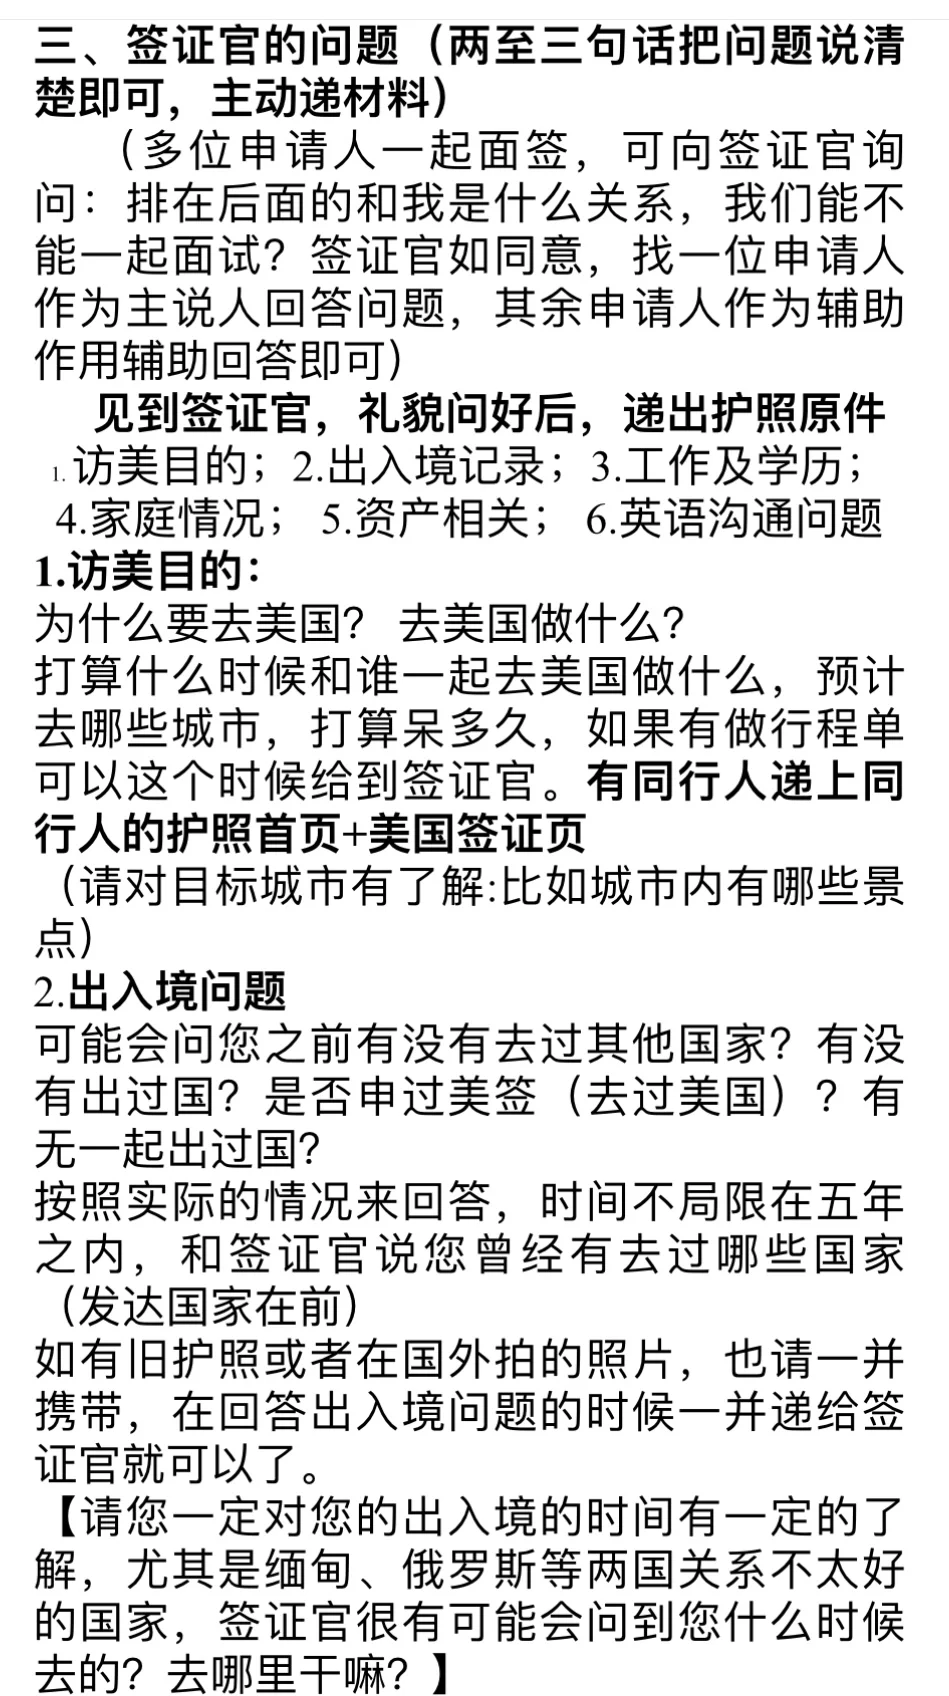 三、签证官的问题（两至三句话把问题说清
楚即可，主动递材料）
（多位申请人一起面签，可向签证官询
问：排在后面的和我是什么关系，我们能不
能一起面试？签证官如同意，找一位申请人
作为主说人回答问题，其余申请人作为辅助
作用辅助回答即可）
见到签证官，礼貌问好后，递出护照原件
1.访美目的；2.出入境记录；3.工作及学历；
4.家庭情况； 5.资产相关； 6.英语沟通问题
1.访美目的：
为什么要去美国？ 去美国做什么？
打算什么时候和谁一起去美国做什么，预计
去哪些城市，打算呆多久，如果有做行程单
可以这个时候给到签证官。有同行人递上同
行人的护照首页+美国签证页
（请对目标城市有了解:比如城市内有哪些景
点）
2.出入境问题
可能会问您之前有没有去过其他国家？有没
有出过国？是否申过美签（去过美国）？有
无一起出过国？
按照实际的情况来回答，时间不局限在五年
之内，和签证官说您曾经有去过哪些国家
（发达国家在前）
如有旧护照或者在国外拍的照片，也请一并
携带，在回答出入境问题的时候一并递给签
证官就可以了。
【请您一定对您的出入境的时间有一定的了
解，尤其是缅甸、俄罗斯等两国关系不太好
的国家，签证官很有可能会问到您什么时候
去的？去哪里干嘛？】